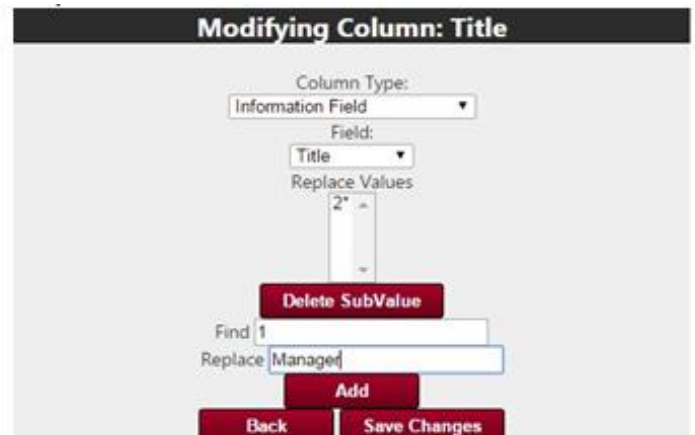 Modifying Column: Title
Column Type:
Information Field
Field:
Title
Replace Values
2*
Delete SubValue
Find 1
Replace Manager
Add
Back Save Changes